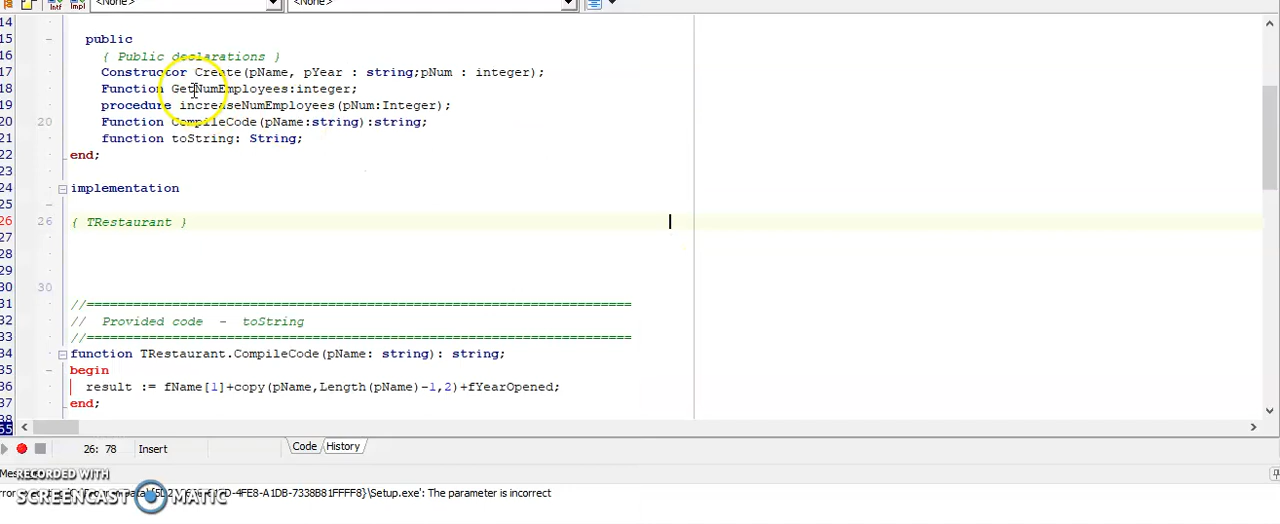 <None> <None>
14
15 public
16 { Public declarations }
17 Constructor Create(pName, pYear : string;pNum : integer);
18 Function GetNumEmployees:integer;
19 procedure increaseNumEmployees(pNum:Integer);
20 20 Function CompileCode(pName:string):string;
21 function toString: String;
22 end;
23
24 implementation
25
26 26 { TRestaurant }
27
28
29
30 30
31 //======================================================================
32 // Provided code - toString
33 //======================================================================
34 function TRestaurant.CompileCode(pName: string): string;
35 begin
36 result := fName[1]+copy(pName,Length(pName)-1,2)+fYearOpened;
37 end;
38
55
26: 78 Insert Code History
RECORDED WITH
SCREENCAST MATIC
\Setup.exe': The parameter is incorrect